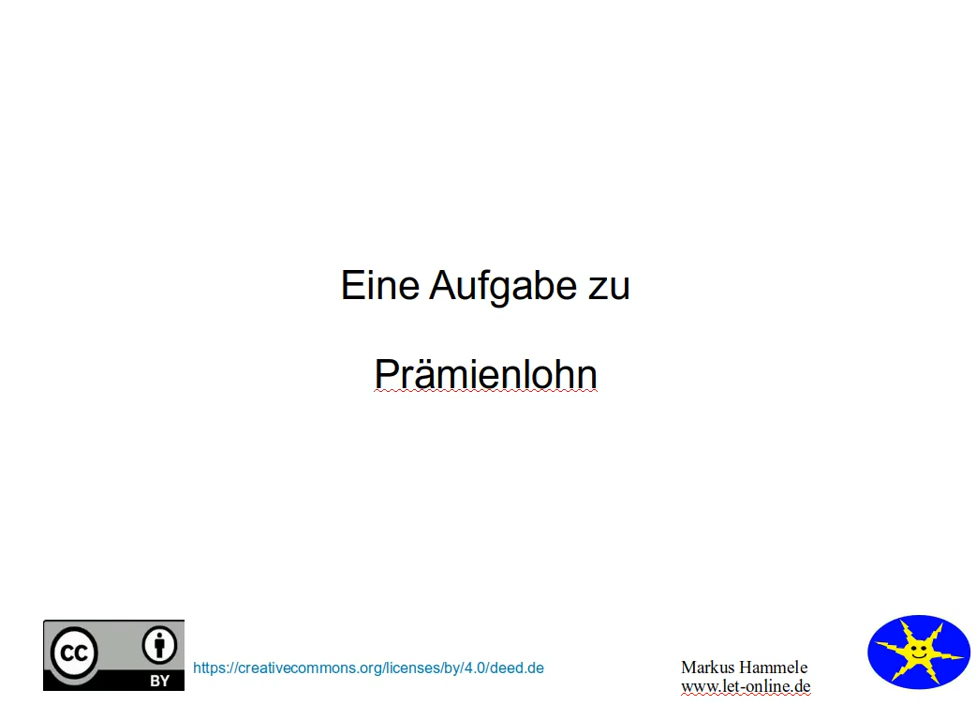 Eine Aufgabe zu
Prämienlohn
CC
BY
https://creativecommons.org/licenses/by/4.0/deed.de
Markus Hammele
www.let-online.de